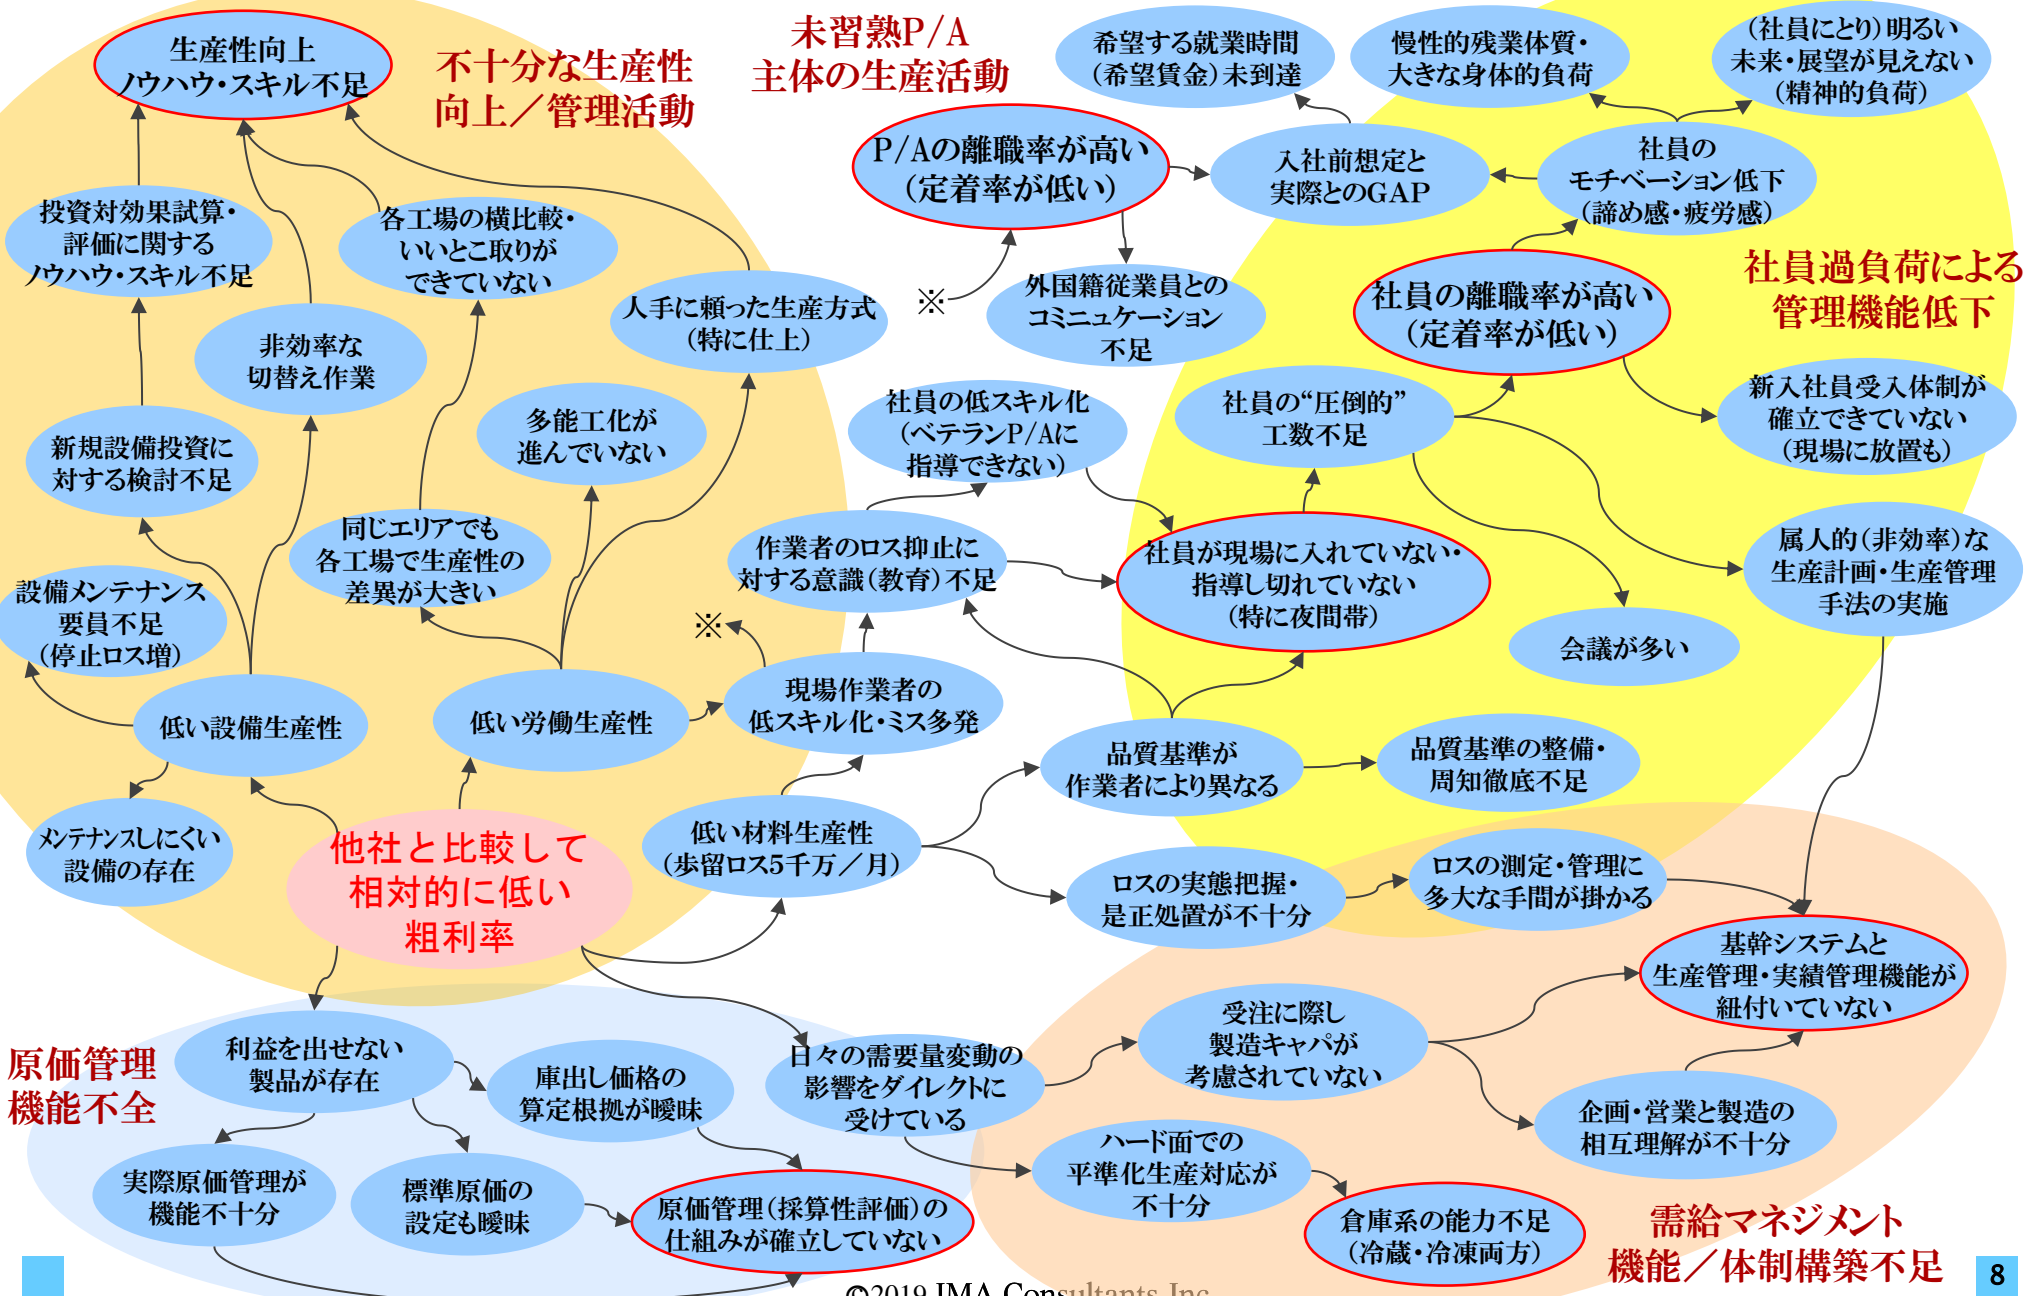 生産性向上
ノウハウ・スキル不足
不十分な生産性
向上／管理活動
未習熟P/A
主体の生産活動
希望する就業時間
（希望賃金）未到達
慢性的残業体質・
大きな身体的負荷
（社員にとり）明るい
未来・展望が見えない
（精神的負荷）
P/Aの離職率が高い
（定着率が低い）
入社前想定と
実際とのGAP
社員の
モチベーション低下
（諦め感・疲労感）
投資対効果試算・
評価に関する
ノウハウ・スキル不足
各工場の横比較・
いいとこ取りが
できていない
人手に頼った生産方式
（特に仕上）
※
外国籍従業員との
コミニュケーション
不足
社員の離職率が高い
（定着率が低い）
社員過負荷による
管理機能低下
非効率な
切替え作業
多能工化が
進んでいない
社員の低スキル化
（ベテランP/Aに
指導できない）
社員の“圧倒的”
工数不足
新入社員受入体制が
確立できていない
（現場に放置も）
新規設備投資に
対する検討不足
同じエリアでも
各工場で生産性の
差異が大きい
作業者のロス抑止に
対する意識（教育）不足
社員が現場に入れていない・
指導し切れていない
（特に夜間帯）
属人的（非効率）な
生産計画・生産管理
手法の実施
設備メンテナンス
要員不足
（停止ロス増）
※
会議が多い
低い設備生産性
低い労働生産性
現場作業者の
低スキル化・ミス多発
品質基準が
作業者により異なる
品質基準の整備・
周知徹底不足
メンテナンスしにくい
設備の存在
他社と比較して
相対的に低い
粗利率
低い材料生産性
（歩留ロス5千万／月）
ロスの実態把握・
是正処置が不十分
ロスの測定・管理に
多大な手間が掛かる
基幹システムと
生産管理・実績管理機能が
紐付いていない
原価管理
機能不全
利益を出せない
製品が存在
庫出し価格の
算定根拠が曖昧
日々の需要量変動の
影響をダイレクトに
受けている
受注に際し
製造キャパが
考慮されていない
企画・営業と製造の
相互理解が不十分
実際原価管理が
機能不十分
標準原価の
設定も曖昧
原価管理（採算性評価）の
仕組みが確立していない
ハード面での
平準化生産対応が
不十分
倉庫系の能力不足
（冷蔵・冷凍両方）
需給マネジメント
機能／体制構築不足
©2019 JMA Consultants Inc.
8